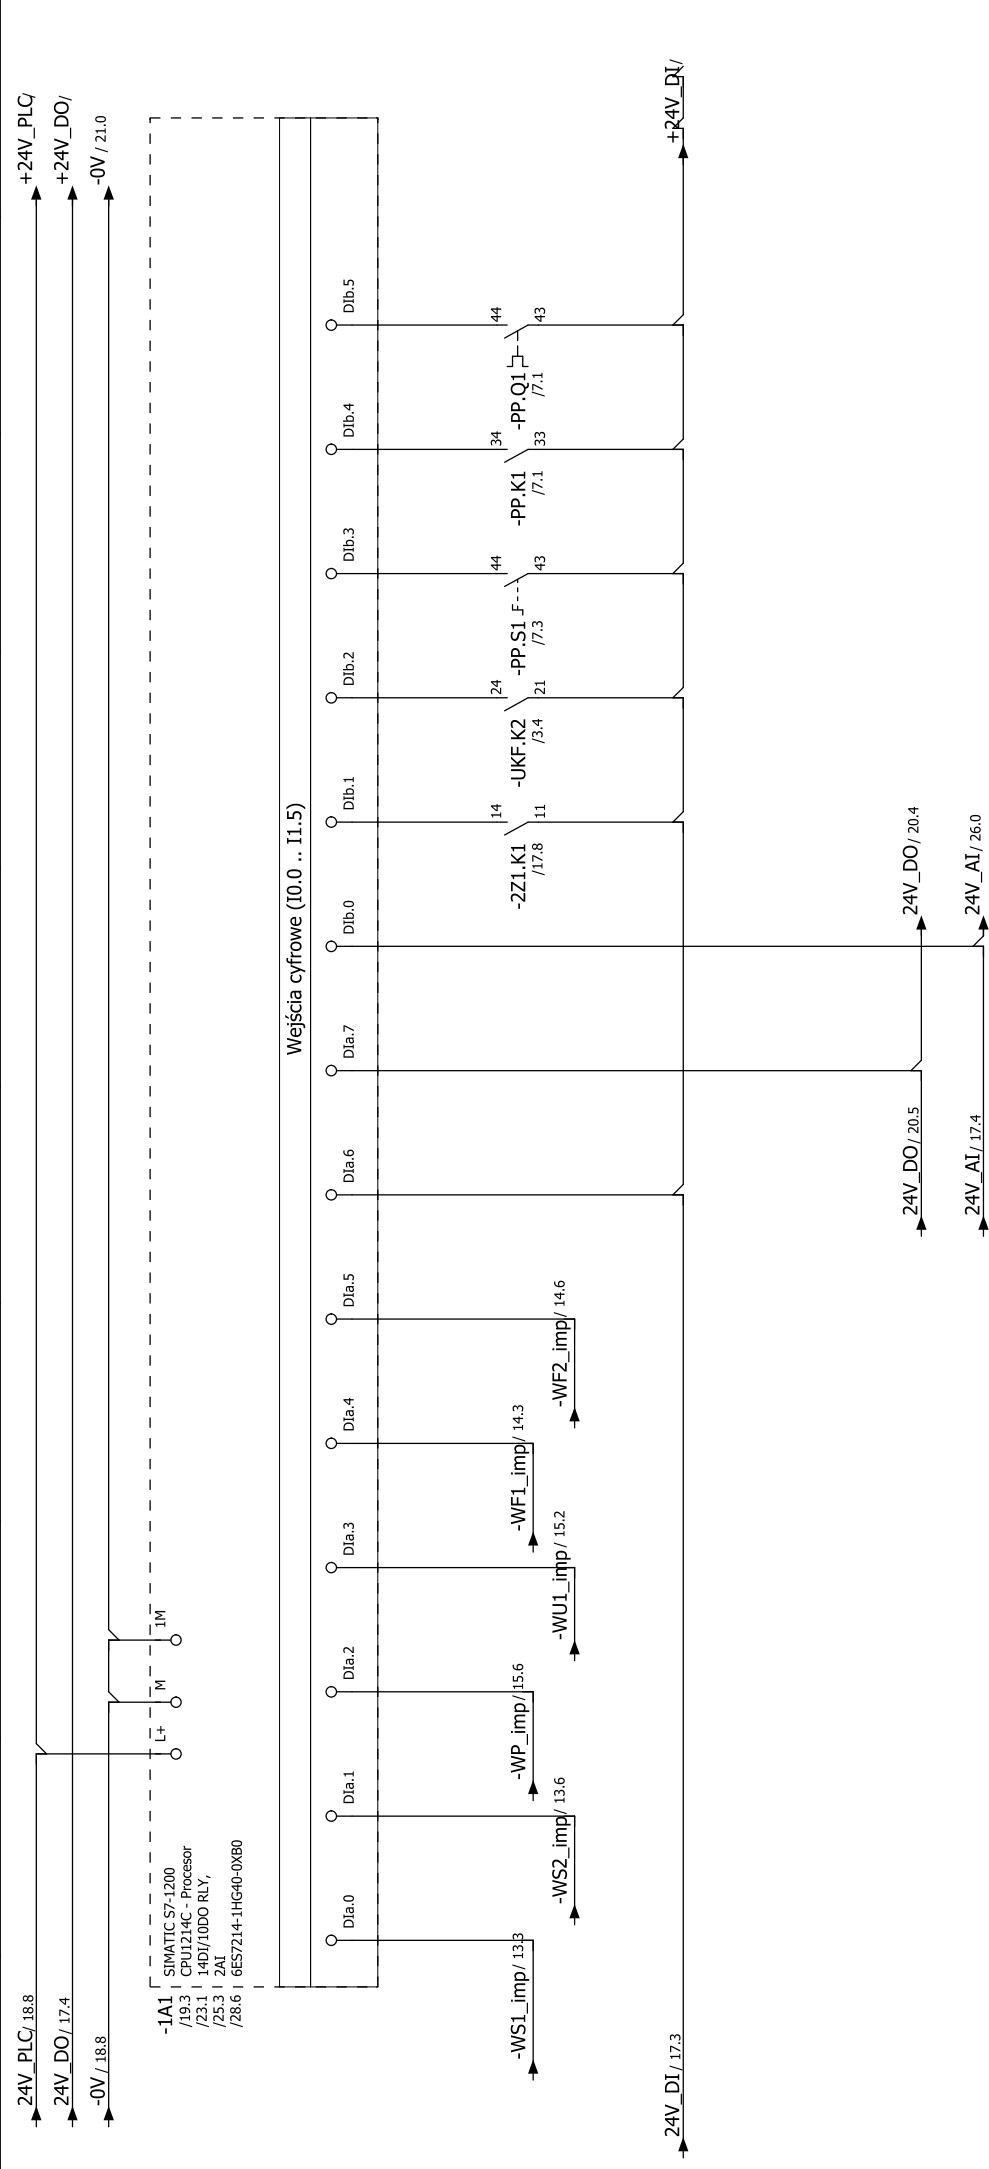 24V_PLC/ 18.8
+24V_PLC/
24V_DO/ 17.4
+24V_DO/
-0V/ 18.8
-0V/ 21.0
-1A1
/19.3
/23.1
/25.3
/28.6
SIMATIC S7-1200
CPU1214C - Procesor
14DI/10DO RLY,
2AI
6ES7214-1HG40-0XB0
L+
M
1M
Wejścia cyfrowe (I0.0 .. I1.5)
DIa.0
DIa.1
DIa.2
DIa.3
DIa.4
DIa.5
DIa.6
DIa.7
DIb.0
DIb.1
DIb.2
DIb.3
DIb.4
DIb.5
-WS1_imp/ 13.3
-WS2_imp/ 13.6
-WP_imp/ 15.6
-WU1_imp/ 15.2
-WF1_imp/ 14.3
-WF2_imp/ 14.6
-2Z1.K1
/17.8
14
11
-UKF.K2
/3.4
24
21
-PP.S1
/7.3
44
43
-PP.K1
/7.1
34
33
-PP.Q1
/7.1
44
43
24V_DI/ 17.3
+24V_DI/
24V_DO/ 20.5
24V_DO/ 20.4
24V_AI/ 17.4
24V_AI/ 26.0